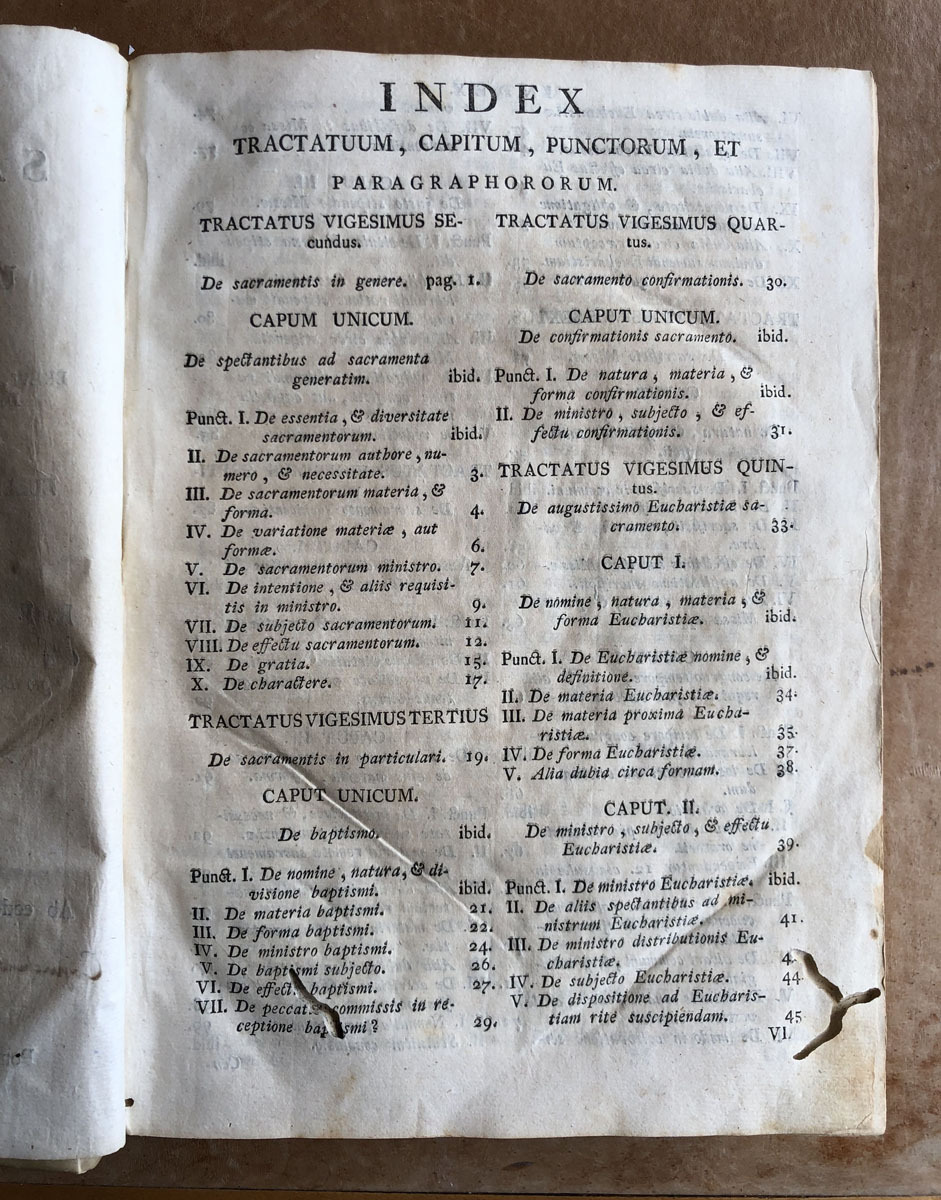 INDEX
TRACTATUUM, CAPITUM, PUNCTORUM, ET
PARAGRAPHORORUM.
TRACTATUS VIGESIMUS SE-
cundus.
De sacramentis in genere. pag. 1.
CAPUM UNICUM.
De spectantibus ad sacramenta
generatim. ibid.
Punct. I. De essentia, & diversitate
sacramentorum. ibid.
II. De sacramentorum authore, nu-
mero, & necessitate. 3.
III. De sacramentorum materia, &
forma. 4.
IV. De variatione materiæ, aut
formæ. 6.
V. De sacramentorum ministro. 7.
VI. De intentione, & aliis requisi-
tis in ministro. 9.
VII. De subjecto sacramentorum. 11.
VIII. De effectu sacramentorum. 12.
IX. De gratia. 15.
X. De charactere. 17.
TRACTATUS VIGESIMUS TERTIUS
De sacramentis in particulari. 19.
CAPUT UNICUM.
De baptismo. ibid.
Punct. I. De nomine, natura, & di-
visione baptismi. ibid.
II. De materia baptismi. 21.
III. De forma baptismi. 22.
IV. De ministro baptismi. 24.
V. De baptismi subjecto. 26.
VI. De effect. baptismi. 27.
VII. De peccat commissis in re-
ceptione baptismi? 29.
TRACTATUS VIGESIMUS QUAR-
tus.
De sacramento confirmationis. 30.
CAPUT UNICUM.
De confirmationis sacramento. ibid.
Punct. I. De natura, materia, &
forma confirmationis. ibid.
II. De ministro, subjecto, & ef-
fectu confirmationis. 31.
TRACTATUS VIGESIMUS QUIN-
tus.
De augustissimo Eucharistiæ sa-
cramento. 33.
CAPUT I.
De nomine, natura, materia, &
forma Eucharistiæ. ibid.
Punct. I. De Eucharistiæ nomine, &
definitione. ibid.
II. De materia Eucharistiæ. 34.
III. De materia proxima Eucha-
ristiæ. 35.
IV. De forma Eucharistiæ. 37.
V. Alia dubia circa formam. 38.
CAPUT. II.
De ministro, subjecto, & effectu
Eucharistiæ. 39.
Punct. I. De ministro Eucharistiæ. ibid.
II. De aliis spectantibus ad mi-
nistrum Eucharistiæ. 41.
III. De ministro distributionis Eu-
charistiæ.
IV. De subjecto Eucharistiæ. 44
V. De dispositione ad Eucharis-
tiam rite suscipiendam. 45
VI.